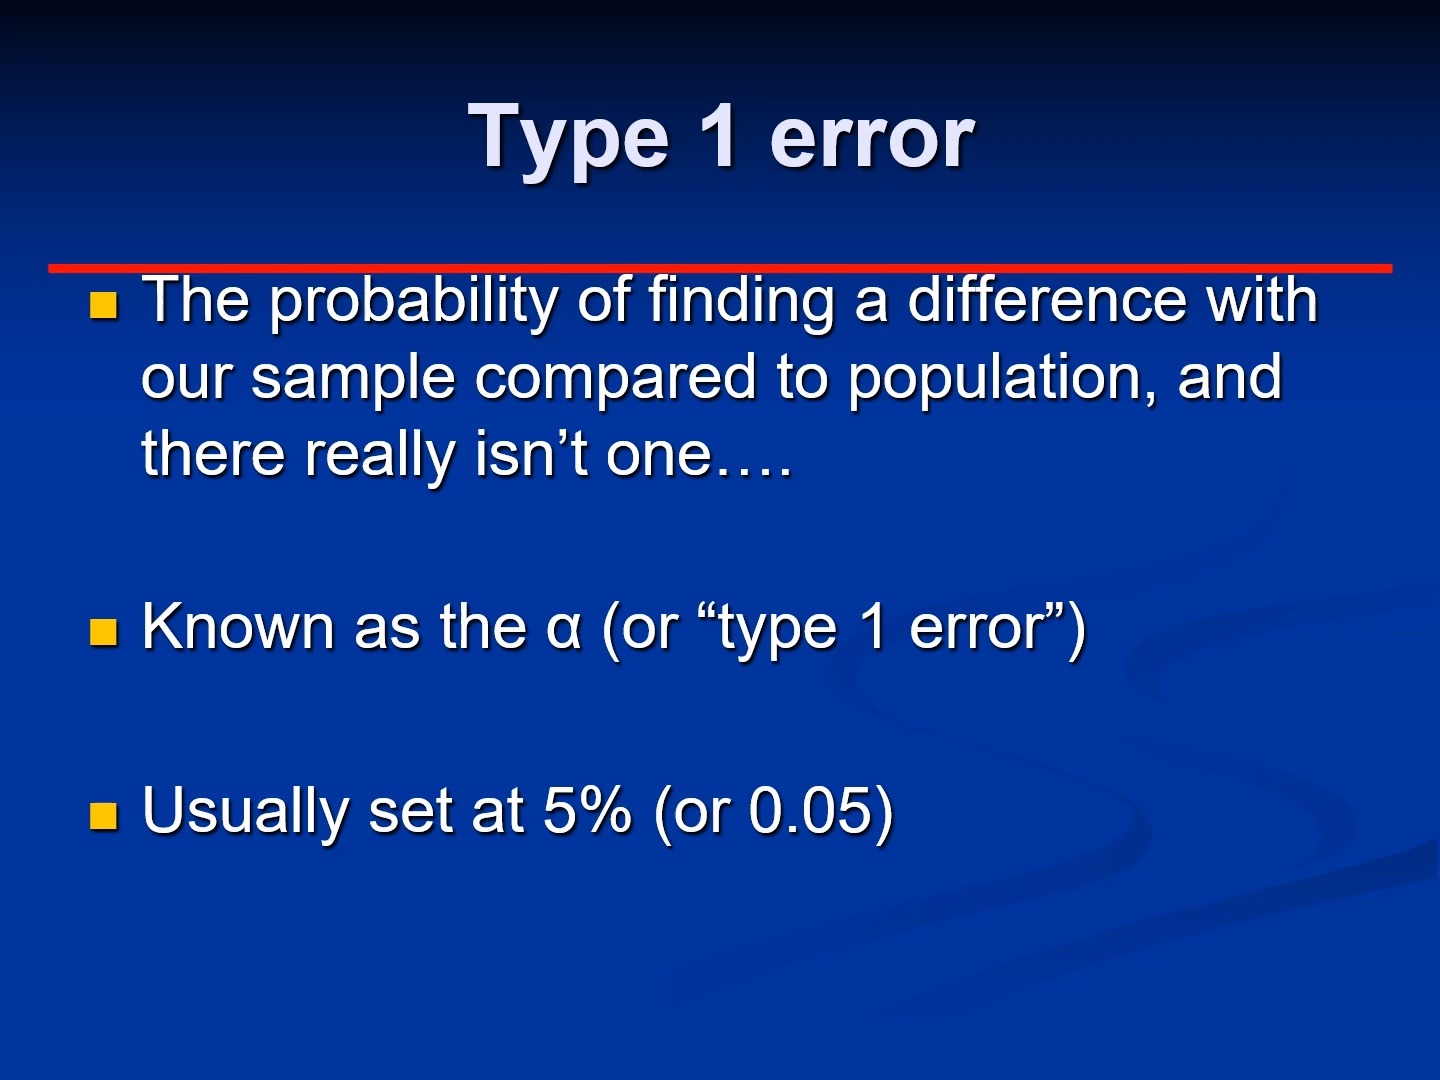 Type 1 error
The probability of finding a difference with
our sample compared to population, and
there really isn’t one….
Known as the α (or “type 1 error”)
Usually set at 5% (or 0.05)